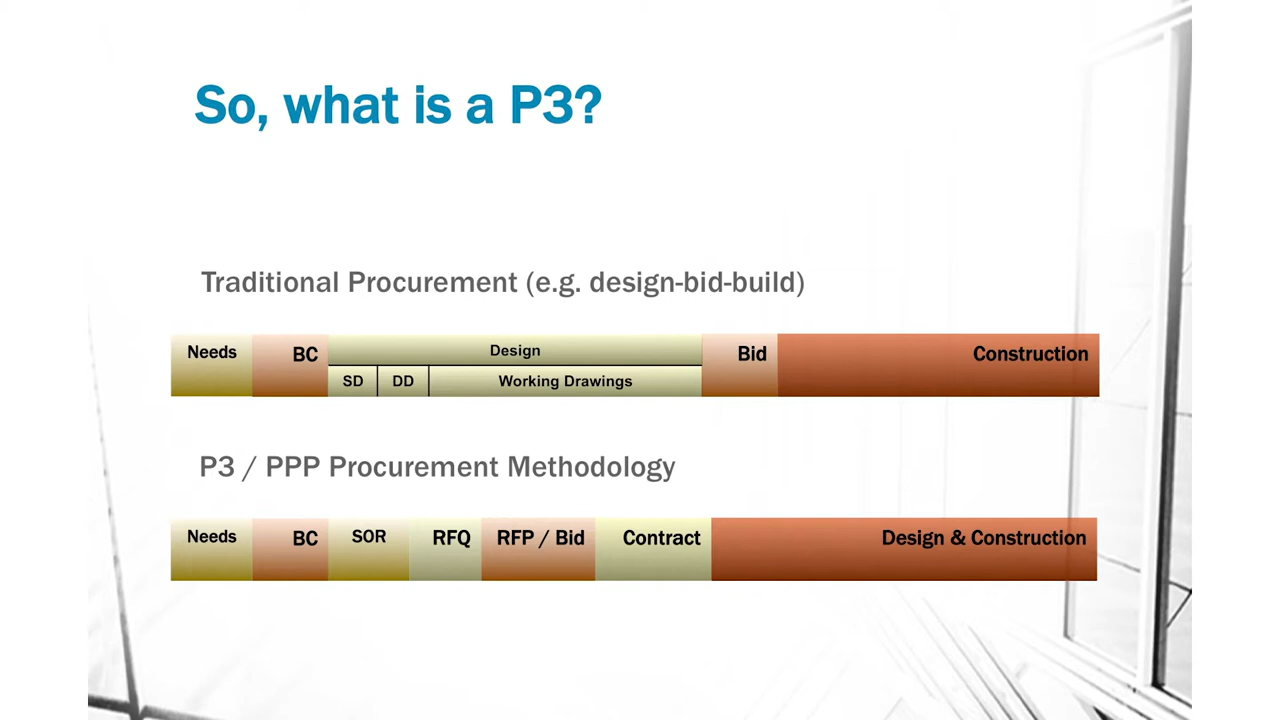 So, what is a P3?
Traditional Procurement (e.g. design-bid-build)
Needs BC Design Bid Construction
SD DD Working Drawings
P3 / PPP Procurement Methodology
Needs BC SOR RFQ RFP / Bid Contract Design & Construction